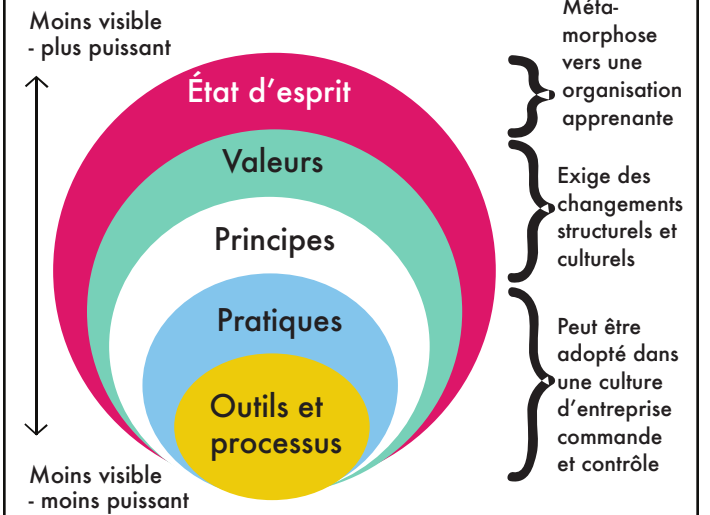 Moins visible
- plus puissant
État d’esprit
Valeurs
Principes
Pratiques
Outils et
processus
Moins visible
- moins puissant
Méta-
morphose
vers une
organisation
apprenante
Exige des
changements
structurels et
culturels
Peut être
adopté dans
une culture
d’entreprise
commande
et contrôle